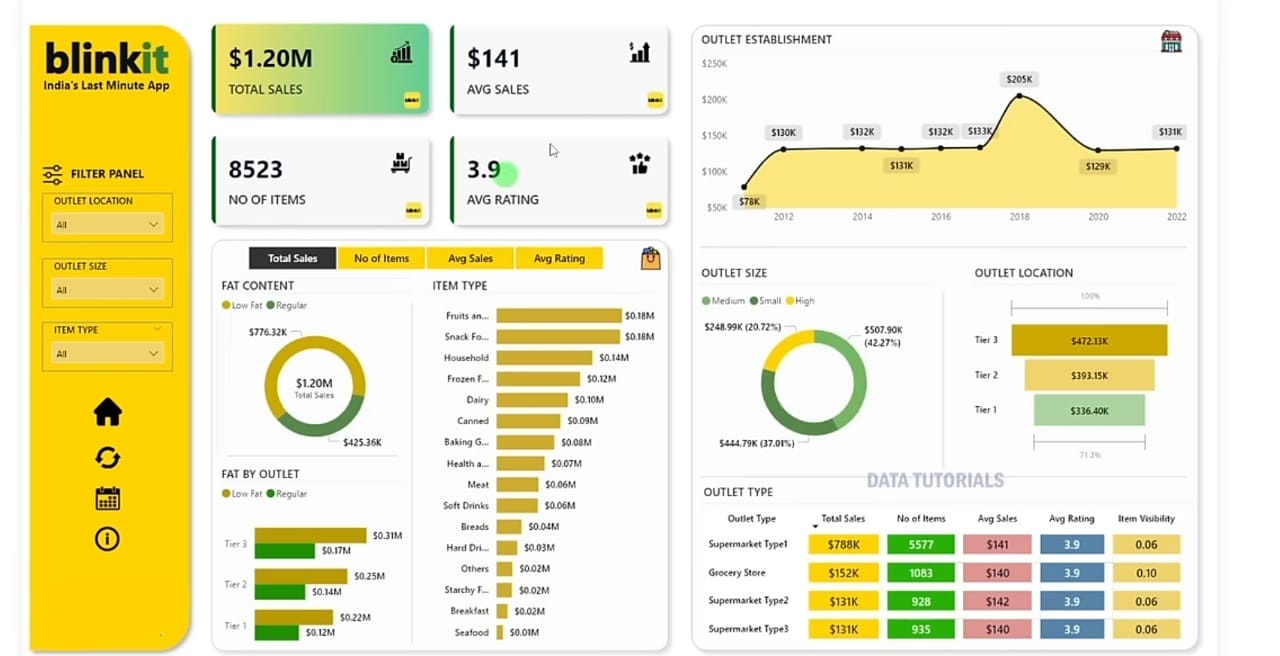 blinkit
India's Last Minute App
FILTER PANEL
OUTLET LOCATION
All
OUTLET SIZE
All
ITEM TYPE
All
$1.20M
TOTAL SALES
$141
AVG SALES
8523
NO OF ITEMS
3.9
AVG RATING
Total Sales No of Items Avg Sales Avg Rating
FAT CONTENT
Low Fat Regular
$776.32K
$1.20M
Total Sales
$425.36K
FAT BY OUTLET
Low Fat Regular
Tier 3 $0.31M
$0.17M
Tier 2 $0.25M
$0.14M
Tier 1 $0.22M
$0.12M
ITEM TYPE
Fruits an... $0.18M
Snack Fo... $0.18M
Household $0.14M
Frozen F... $0.12M
Dairy $0.10M
Canned $0.09M
Baking G... $0.08M
Health a... $0.07M
Meat $0.06M
Soft Drinks $0.06M
Breads $0.04M
Hard Dri... $0.03M
Others $0.02M
Starchy F... $0.02M
Breakfast $0.02M
Seafood $0.01M
OUTLET ESTABLISHMENT
$250K
$200K
$150K
$100K
$50K
$78K $130K $132K $131K $132K $133K $205K $129K $131K
2012 2014 2016 2018 2020 2022
OUTLET SIZE
Medium Small High
$248.99K (20.72%)
$507.90K
(42.27%)
$444.79K (37.01%)
OUTLET LOCATION
100%
Tier 3 $472.13K
Tier 2 $393.15K
Tier 1 $336.40K
71.3%
DATA TUTORIALS
OUTLET TYPE
Outlet Type Total Sales No of Items Avg Sales Avg Rating Item Visibility
Supermarket Type1 $788K 5577 $141 3.9 0.06
Grocery Store $152K 1083 $140 3.9 0.10
Supermarket Type2 $131K 928 $142 3.9 0.06
Supermarket Type3 $131K 935 $140 3.9 0.06